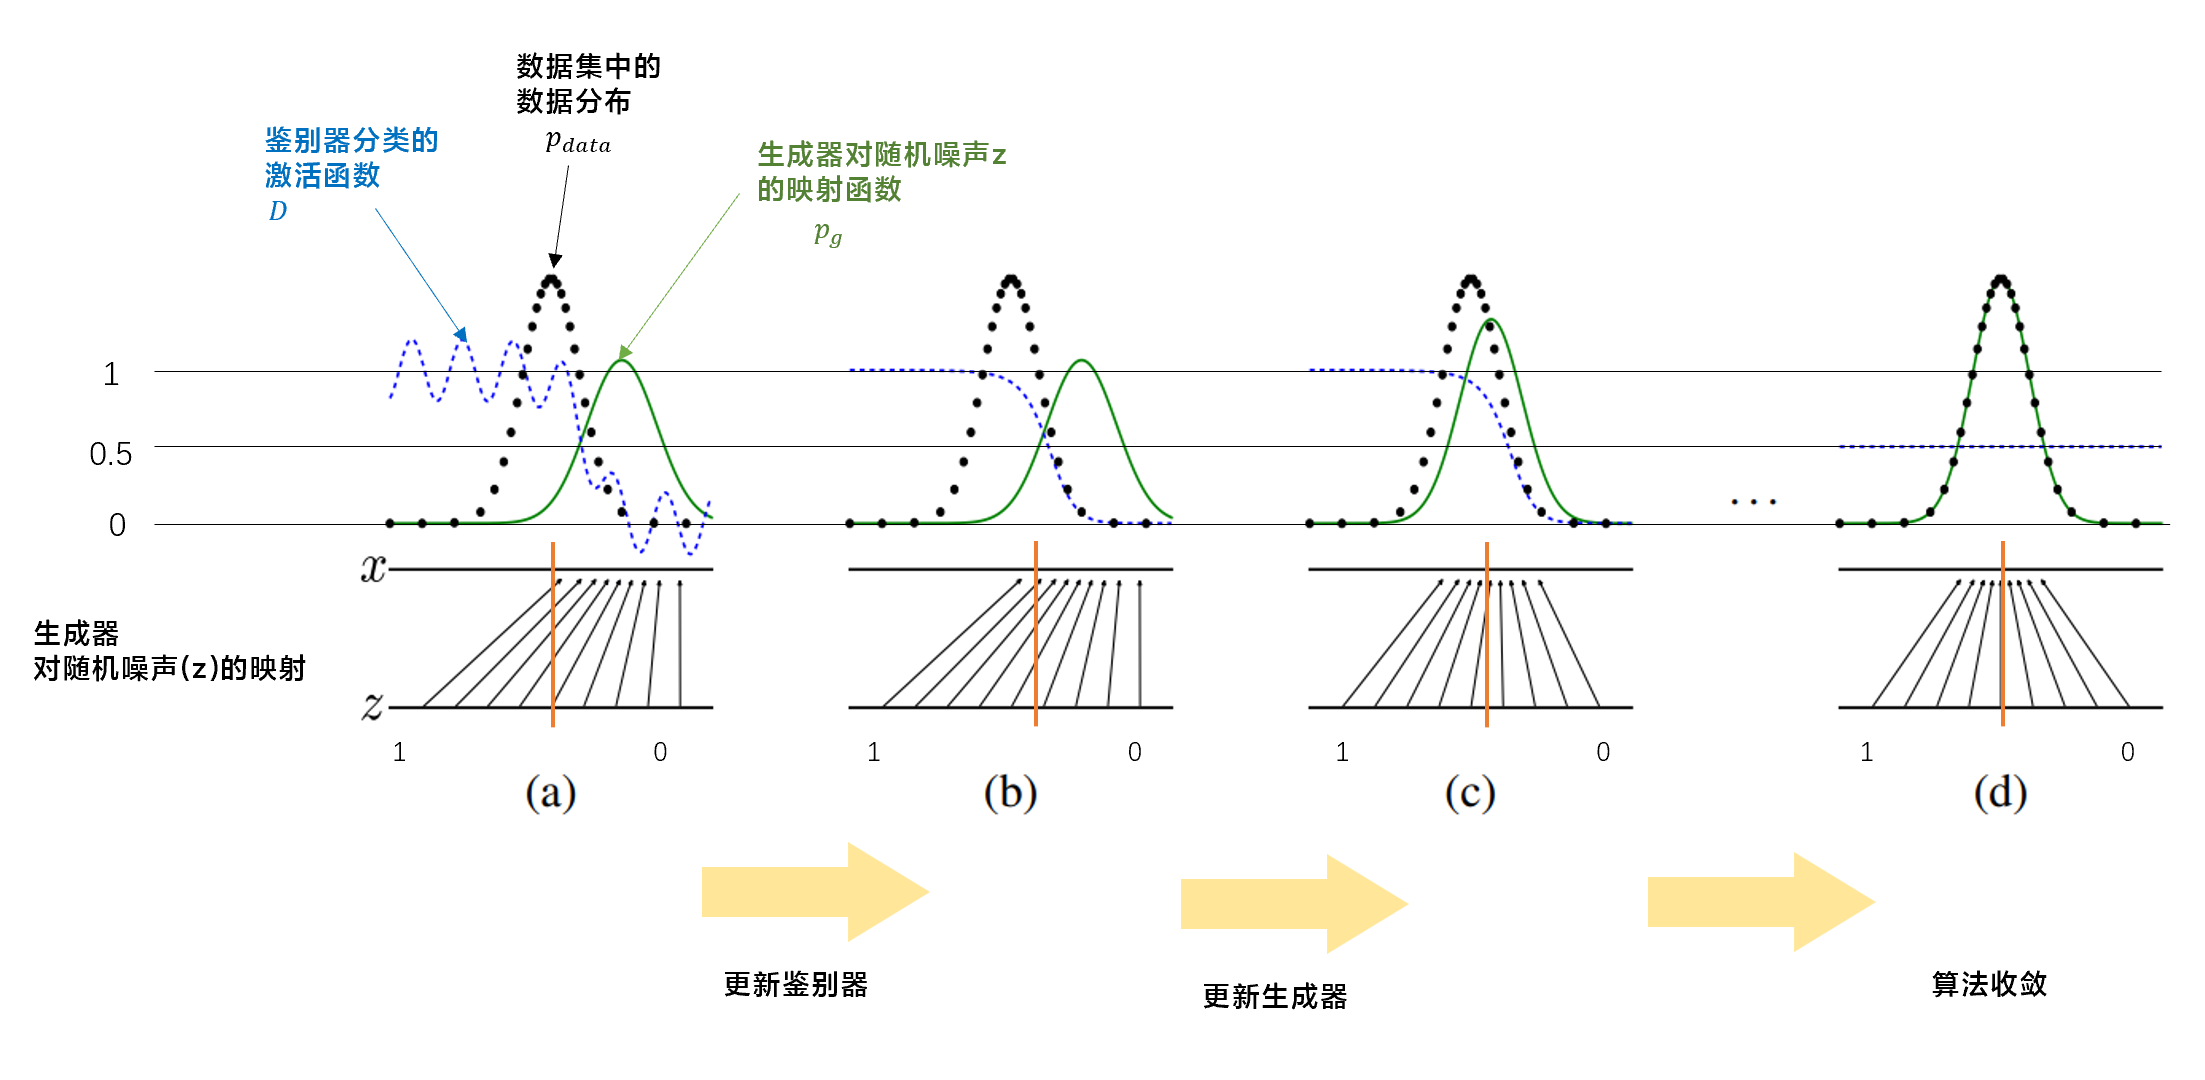 数据集中的
数据分布
p_data
鉴别器分类的
激活函数
D
生成器对随机噪声z
的映射函数
p_g
1
0.5
0
...
x
z
生成器
对随机噪声(z)的映射
1 0 1 0 1 0 1 0
(a) (b) (c) (d)
更新鉴别器
更新生成器
算法收敛